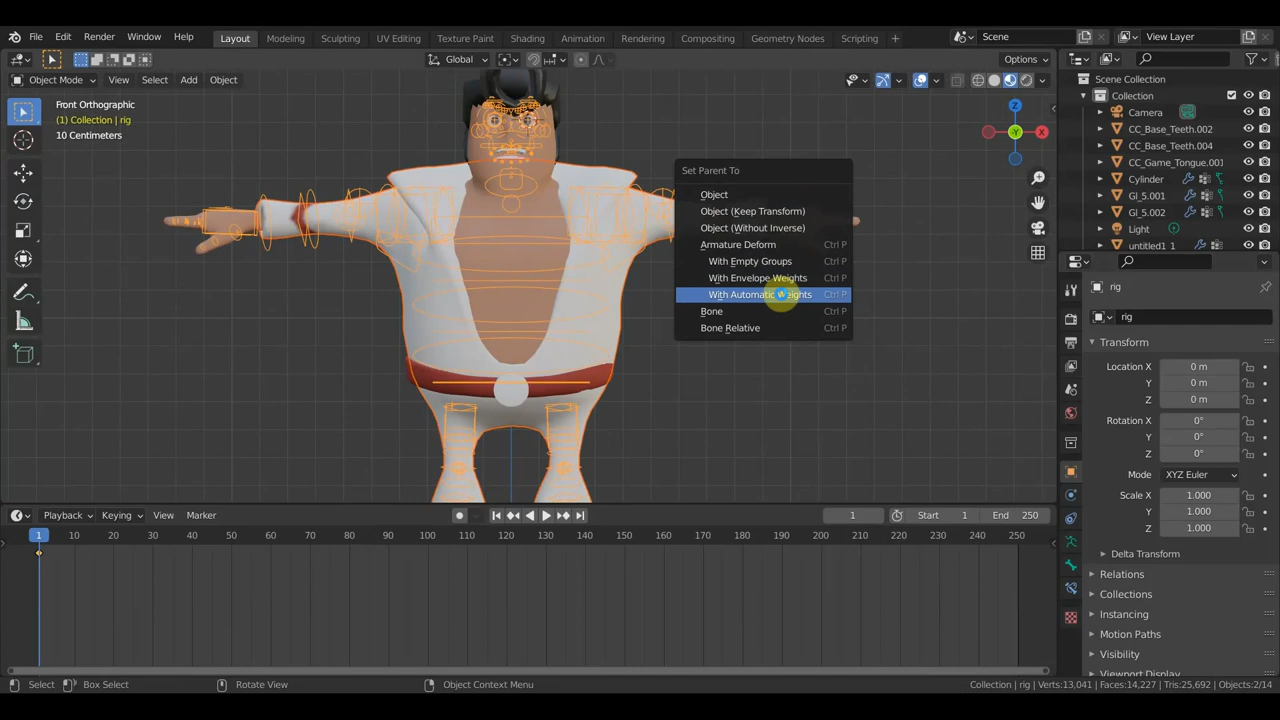 File Edit Render Window Help
Layout Modeling Sculpting UV Editing Texture Paint Shading Animation Rendering Compositing Geometry Nodes Scripting +
Scene
View Layer
Global
Options
Object Mode View Select Add Object
Front Orthographic
(1) Collection | rig
10 Centimeters
Z
X
-Y
Set Parent To
Object
Object (Keep Transform)
Object (Without Inverse)
Armature Deform Ctrl P
With Empty Groups Ctrl P
With Envelope Weights Ctrl P
With Automatic Weights Ctrl P
Bone Ctrl P
Bone Relative Ctrl P
Scene Collection
Collection
Camera
CC_Base_Teeth.002
CC_Base_Teeth.004
CC_Game_Tongue.001
Cylinder
GI_5.001
GI_5.002
Light
untitled1 1
rig
rig
Transform
Location X 0 m
Y 0 m
Z 0 m
Rotation X 0°
Y 0°
Z 0°
Mode XYZ Euler
Scale X 1.000
Y 1.000
Z 1.000
Delta Transform
Relations
Collections
Instancing
Motion Paths
Visibility
Viewport Display
Playback Keying View Marker
1 Start 1 End 250
1 10 20 30 40 50 60 70 80 90 100 110 120 130 140 150 160 170 180 190 200 210 220 230 240 250
Select Box Select Rotate View Object Context Menu
Collection | rig | Verts:13,041 | Faces:14,227 | Tris:25,692 | Objects:2/14